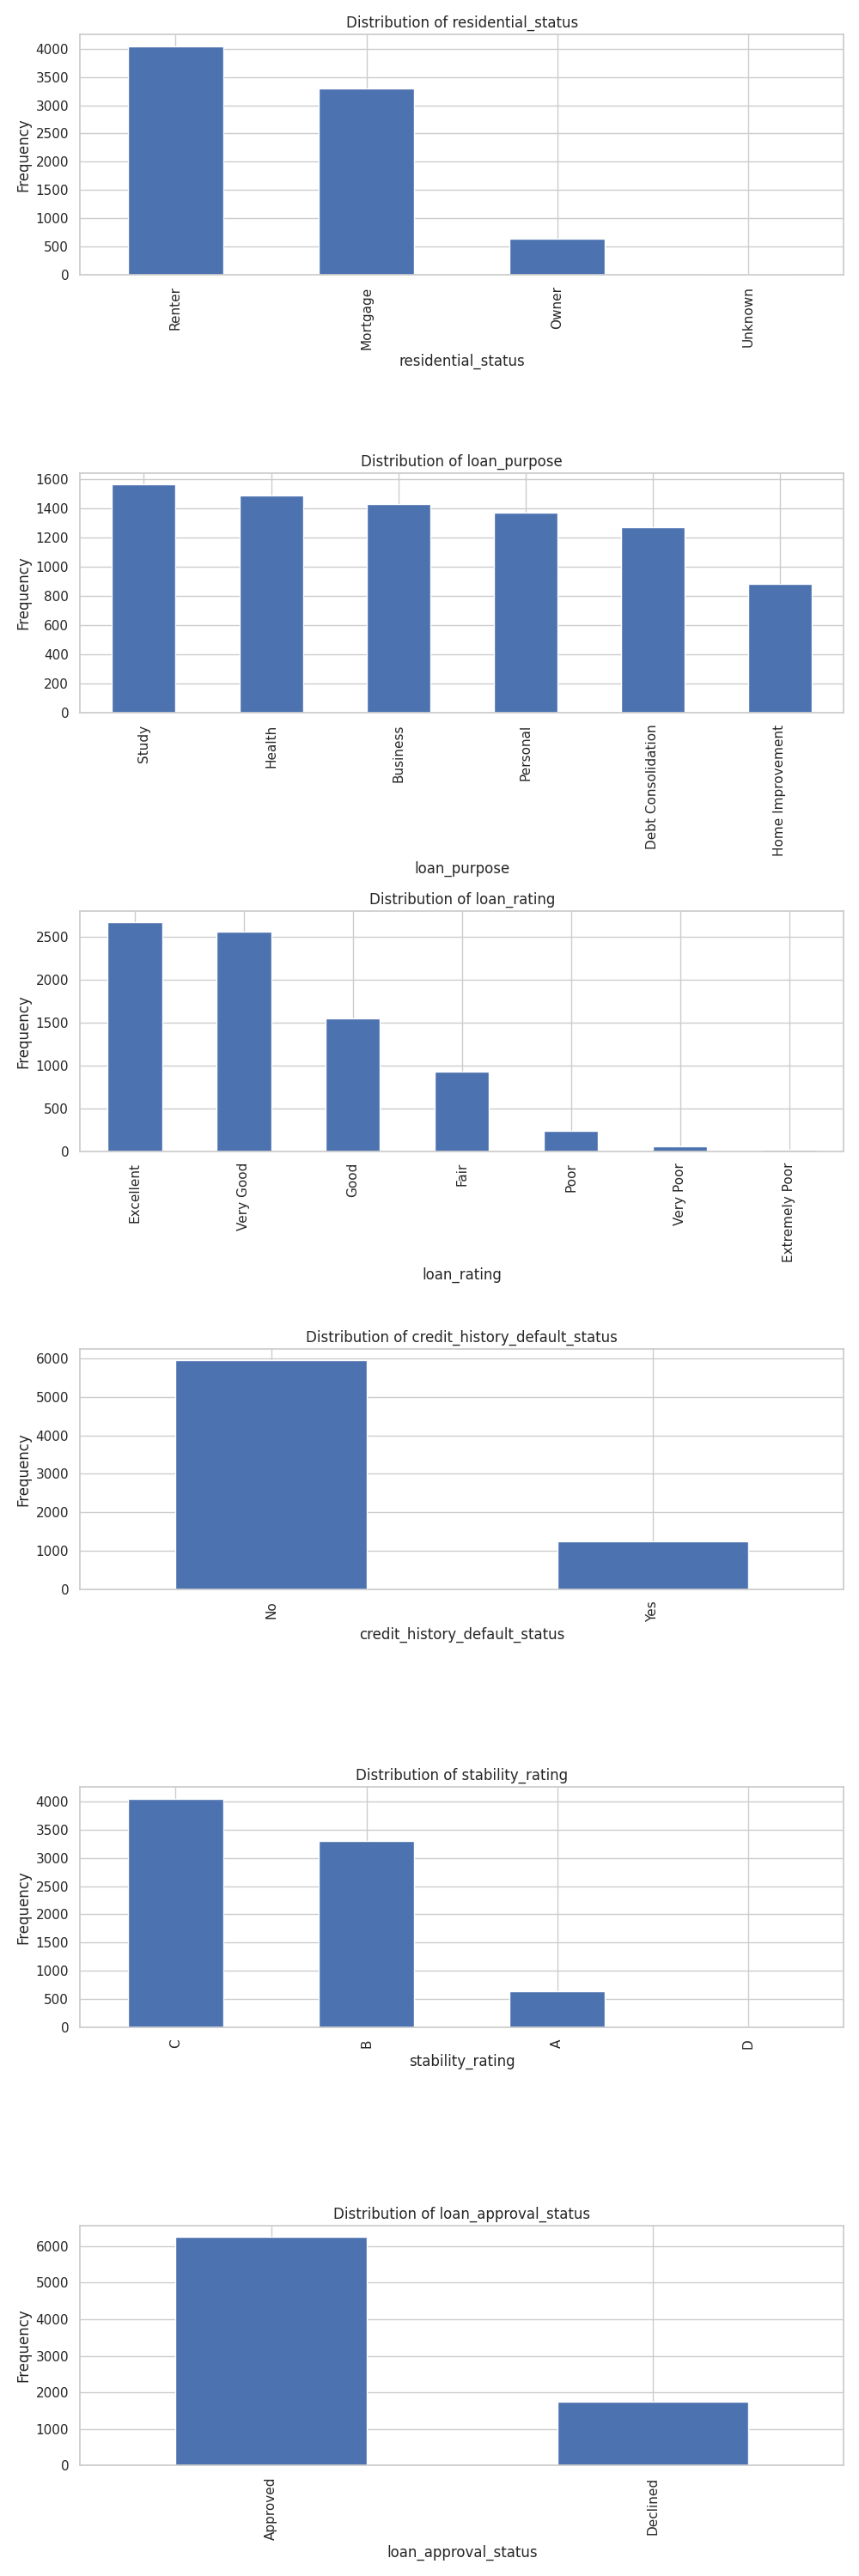 Distribution of residential_status
4000
3500
3000
2500
2000
1500
1000
500
0
Frequency
Renter
Mortgage
Owner
Unknown
residential_status
Distribution of loan_purpose
1600
1400
1200
1000
800
600
400
200
0
Frequency
Study
Health
Business
Personal
Debt Consolidation
Home Improvement
loan_purpose
Distribution of loan_rating
2500
2000
1500
1000
500
0
Frequency
Excellent
Very Good
Good
Fair
Poor
Very Poor
Extremely Poor
loan_rating
Distribution of credit_history_default_status
6000
5000
4000
3000
2000
1000
0
Frequency
No
Yes
credit_history_default_status
Distribution of stability_rating
4000
3500
3000
2500
2000
1500
1000
500
0
Frequency
C
B
A
D
stability_rating
Distribution of loan_approval_status
6000
5000
4000
3000
2000
1000
0
Frequency
Approved
Declined
loan_approval_status